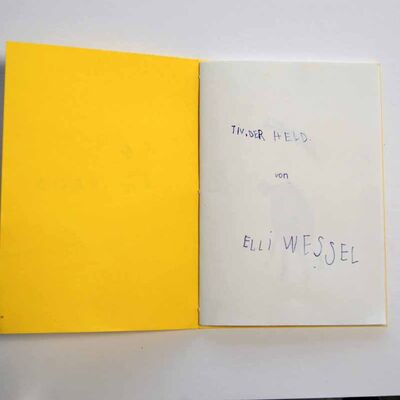 TIV.DER HELD.
von
ELLI WESSEL